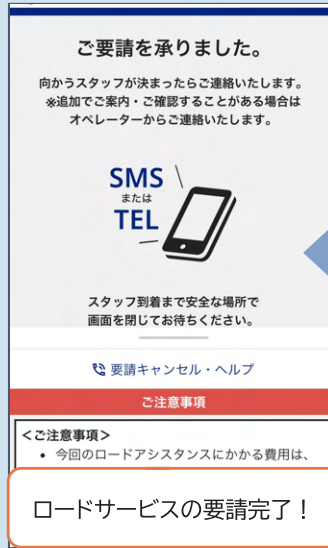 ご要請を承りました。
向かうスタッフが決まったらご連絡いたします。
※追加でご案内・ご確認することがある場合は
オペレーターからご連絡いたします。
SMS
または
TEL
スタッフ到着まで安全な場所で
画面を閉じてお待ちください。
要請キャンセル・ヘルプ
ご注意事項
＜ご注意事項＞
• 今回のロードアシスタンスにかかる費用は、
ロードサービスの要請完了！